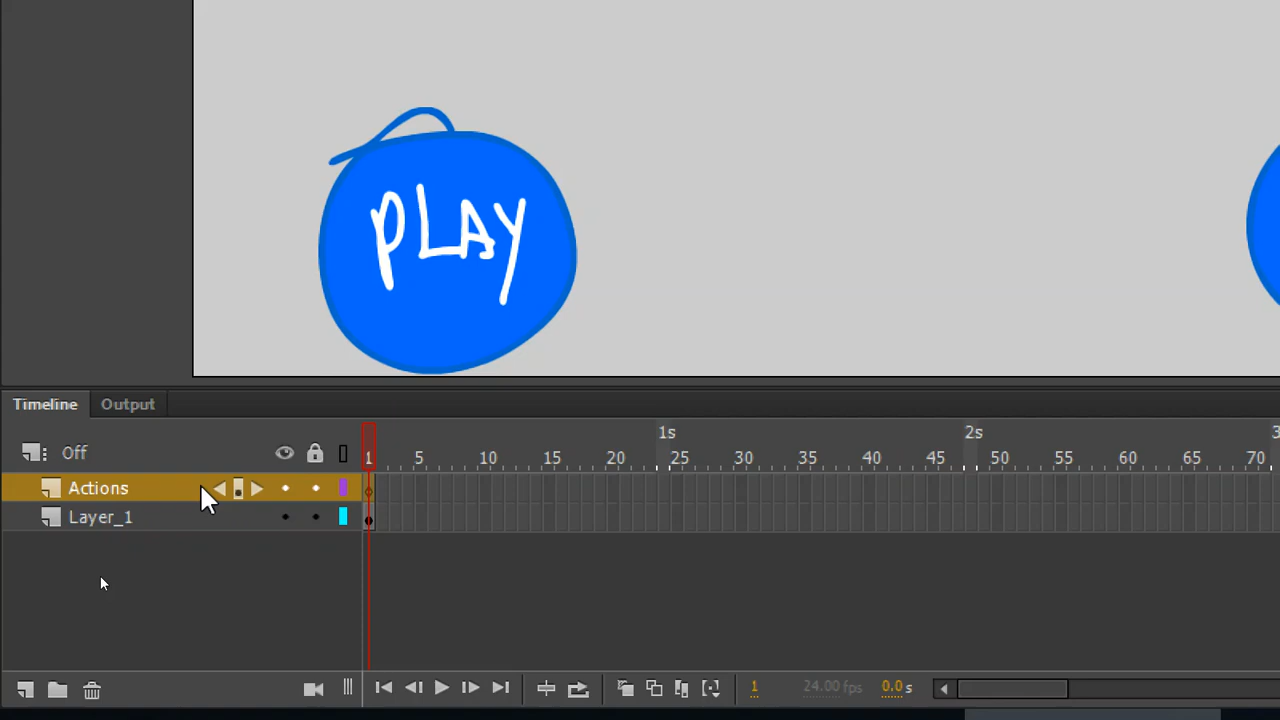 pLAy
Timeline Output
1s 2s 3
Off 1 5 10 15 20 25 30 35 40 45 50 55 60 65 70
Actions
Layer_1
1 24.00 fps 0.0 s